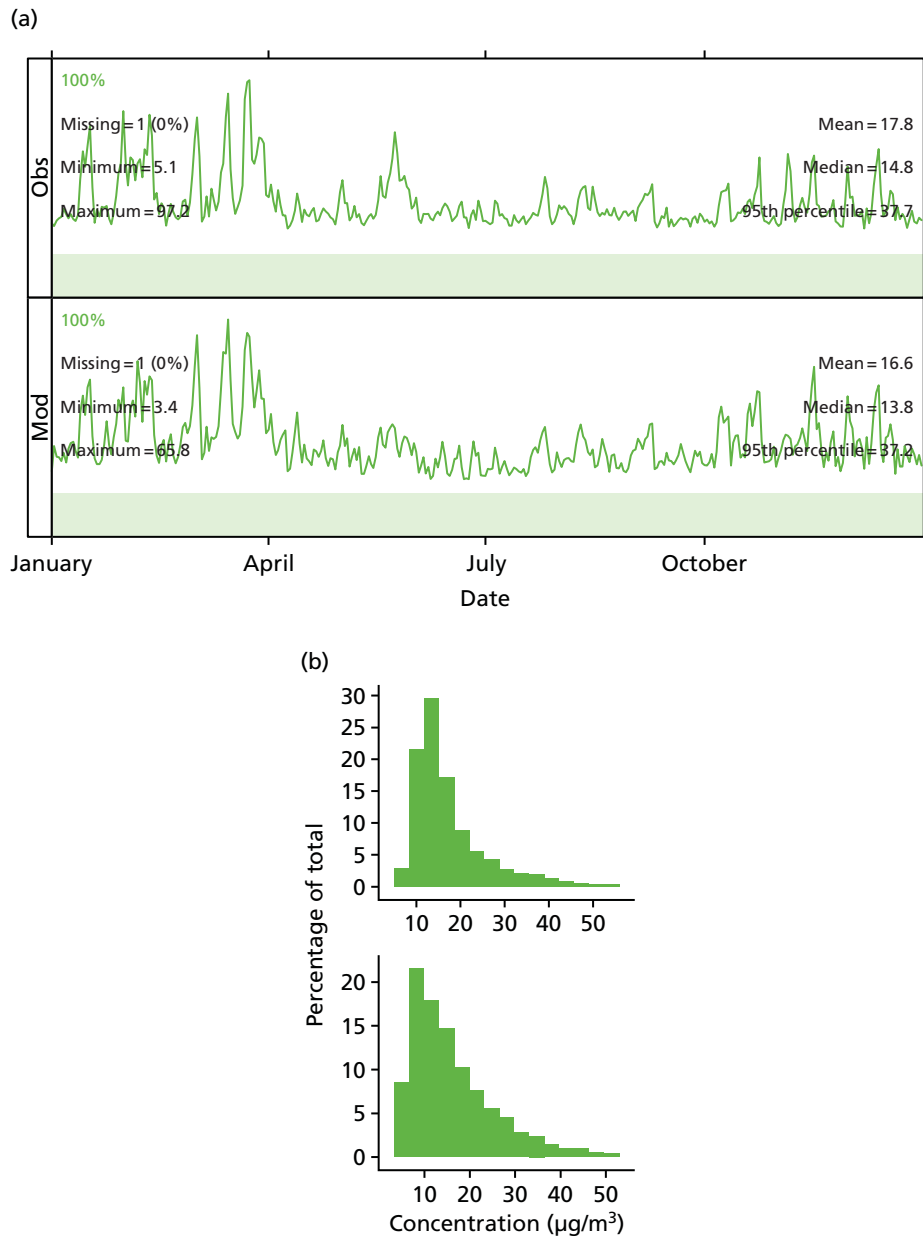 (a)
100%
Missing = 1 (0%)
Mean = 17.8
Obs
Minimum = 5.1
Median = 14.8
Maximum = 97.2
95th percentile = 37.7
100%
Missing = 1 (0%)
Mean = 16.6
Mod
Minimum = 3.4
Median = 13.8
Maximum = 65.8
95th percentile = 37.2
January April July October
Date
(b)
30
25
20
15
10
5
0
10 20 30 40 50
Percentage of total
20
15
10
5
0
10 20 30 40 50
Concentration (µg/m³)